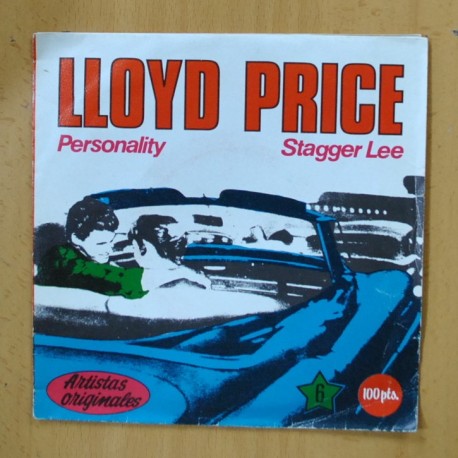 LLOYD PRICE
Personality Stagger Lee
Artistas
originales
6
100 pts.